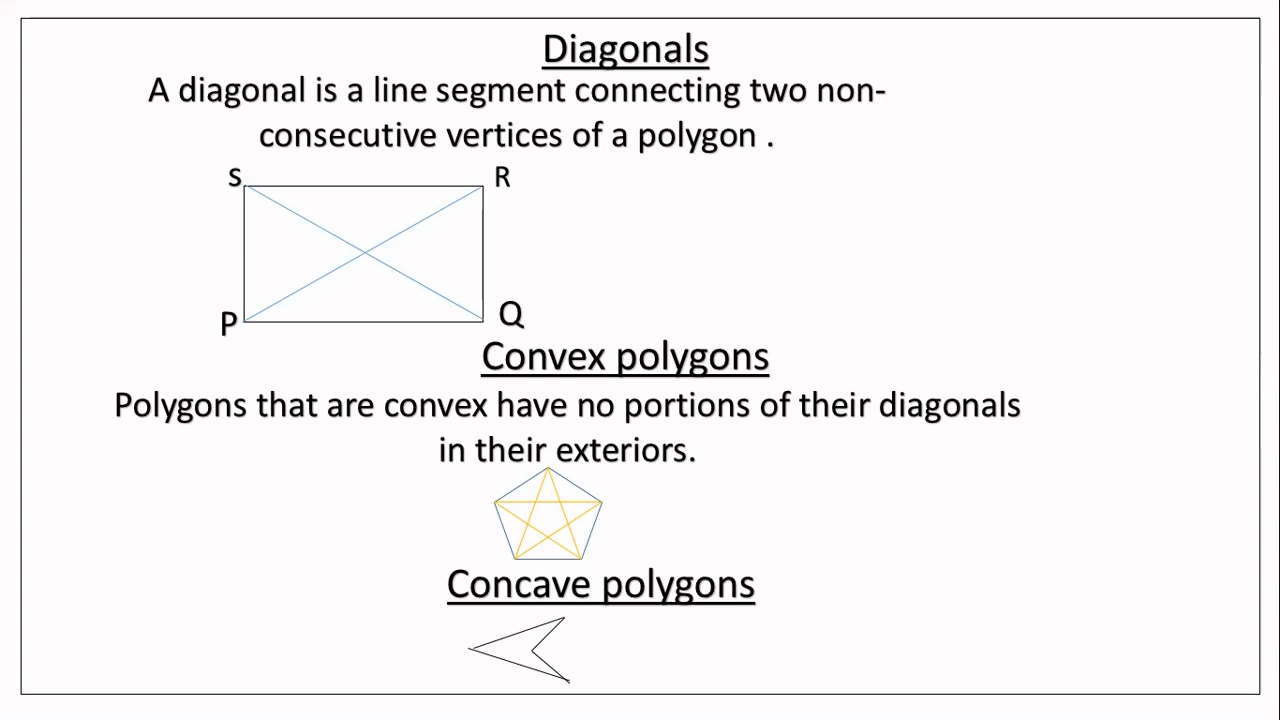 Diagonals
A diagonal is a line segment connecting two non-
consecutive vertices of a polygon .
S R
P Q
Convex polygons
Polygons that are convex have no portions of their diagonals
in their exteriors.
Concave polygons